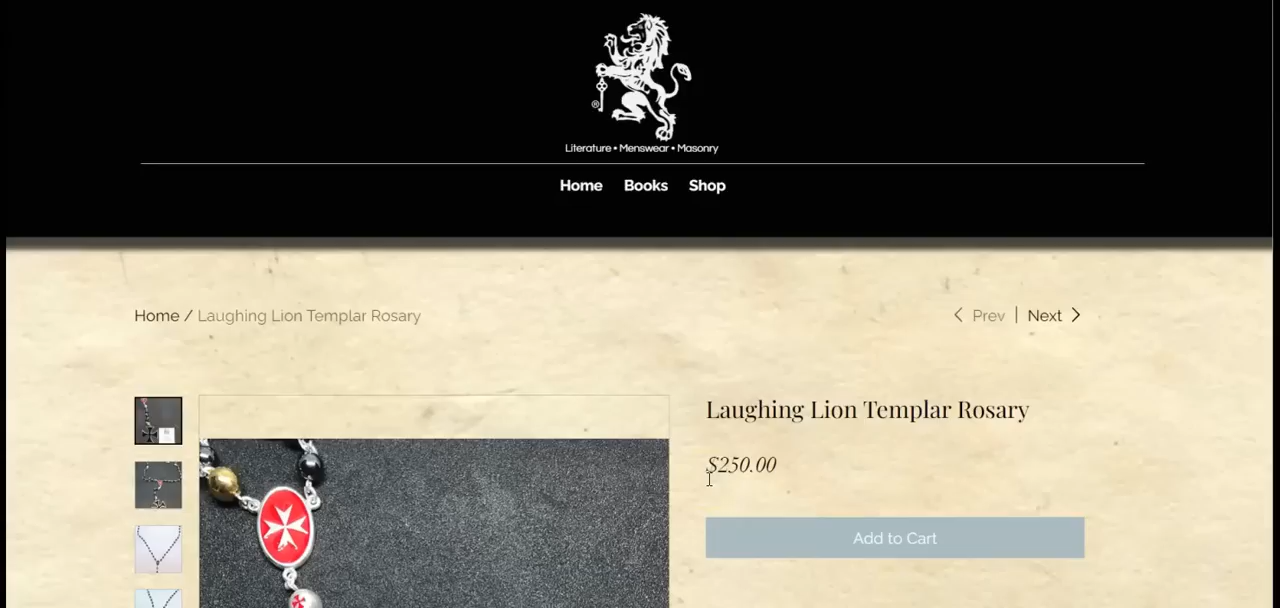 ®
Literature • Menswear • Masonry
Home Books Shop
Home / Laughing Lion Templar Rosary
Prev | Next
Laughing Lion Templar Rosary
$250.00
Add to Cart